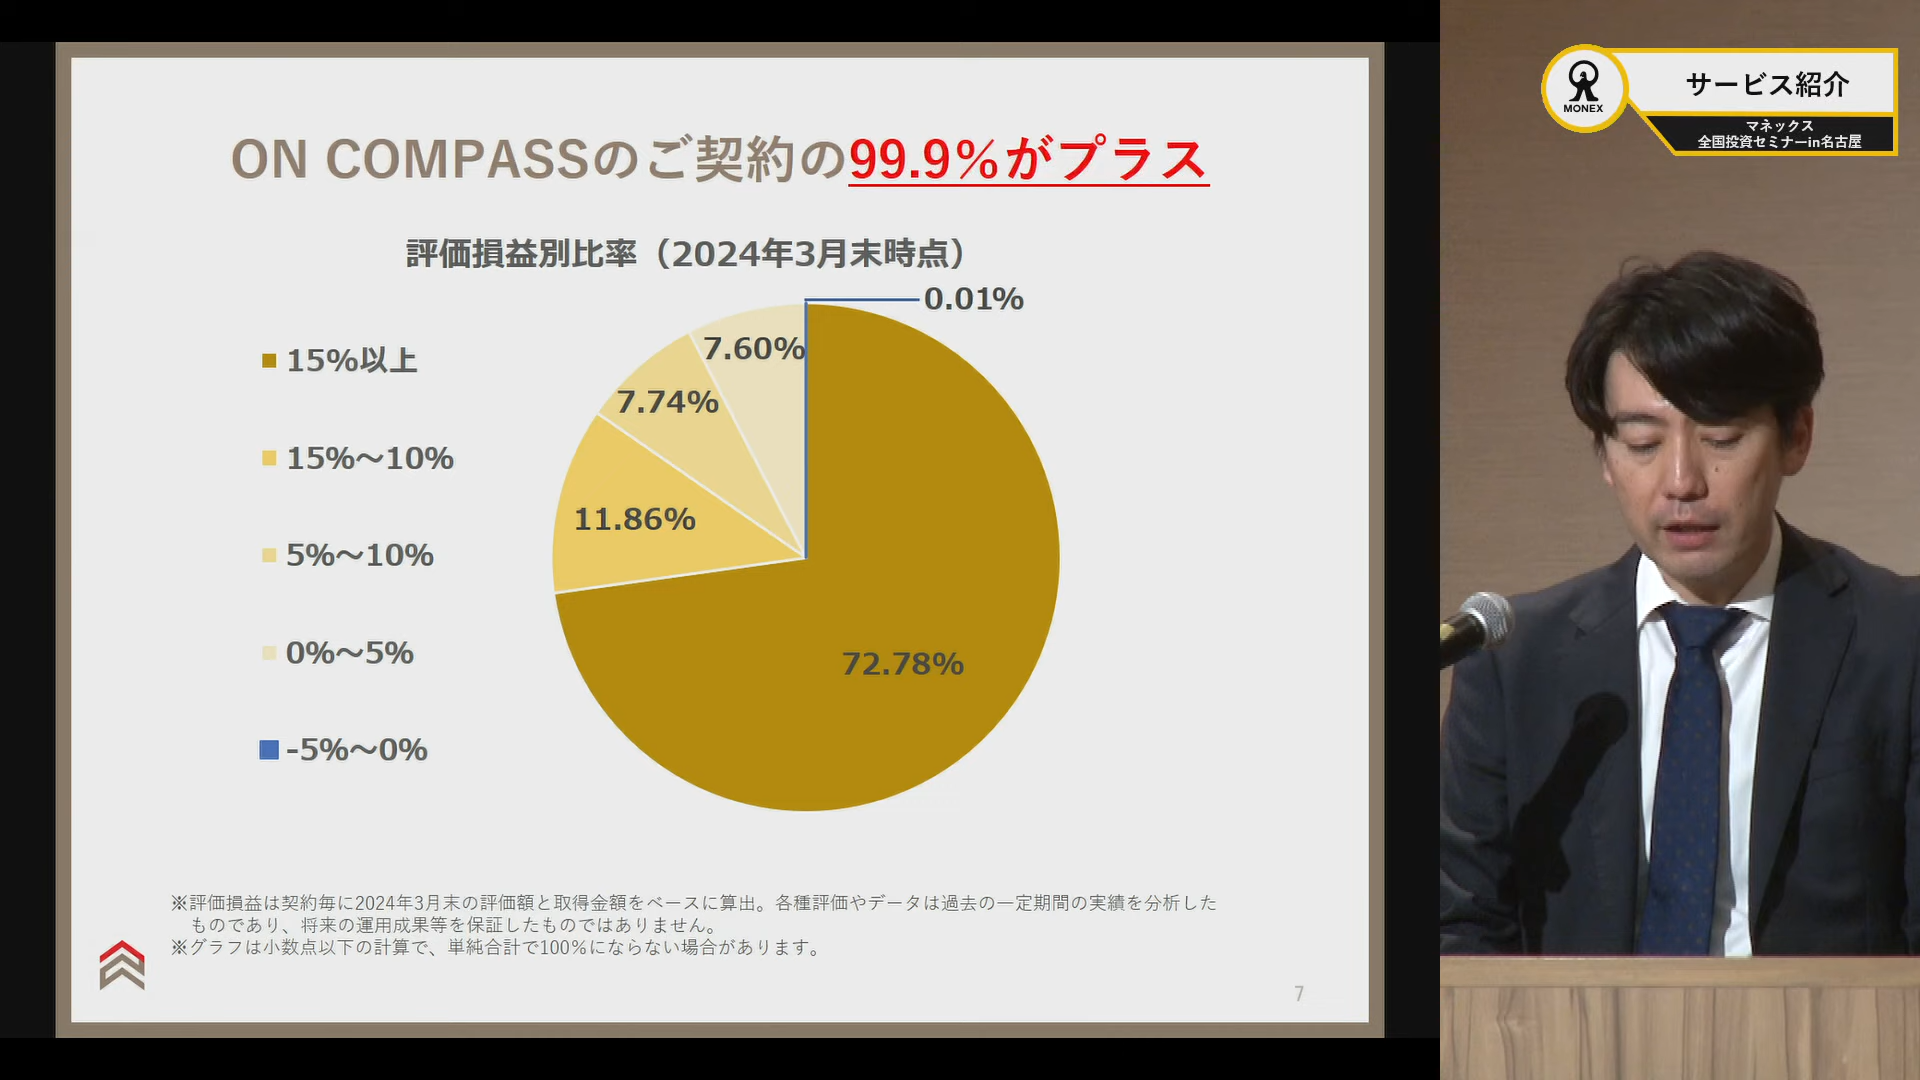 ON COMPASSのご契約の99.9%がプラス
評価損益別比率（2024年3月末時点）
0.01%
15%以上
7.60%
7.74%
15%～10%
11.86%
5%～10%
0%～5%
72.78%
-5%～0%
※評価損益は契約毎に2024年3月末の評価額と取得金額をベースに算出。各種評価やデータは過去の一定期間の実績を分析した
ものであり、将来の運用成果等を保証したものではありません。
※グラフは小数点以下の計算で、単純合計で100%にならない場合があります。
7
MONEX
サービス紹介
マネックス
全国投資セミナーin名古屋